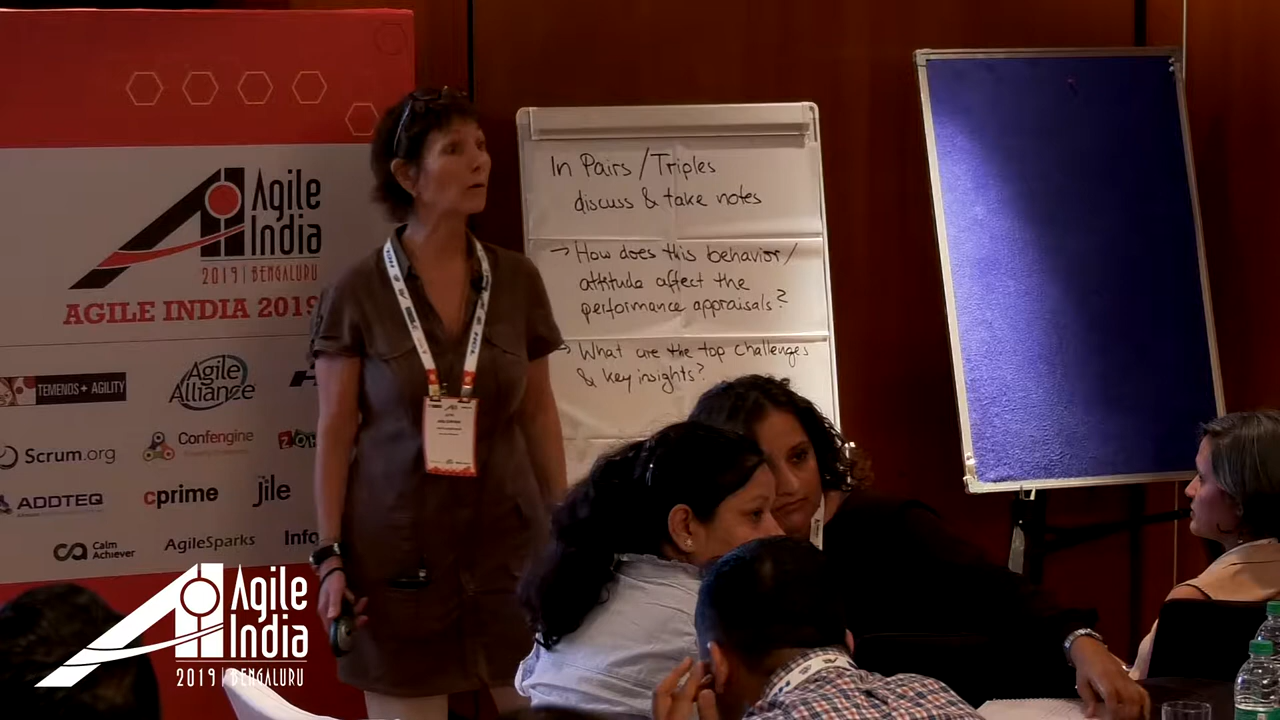 Agile
India
2019 | BENGALURU
AGILE INDIA 2019
TEMENOS + AGILITY
Agile
Alliance
Scrum.org
Confengine
ADDTEQ
cprime
jile
Calm
Achiever
AgileSparks
Info
In Pairs / Triples
discuss & take notes
→ How does this behavior/
attitude affect the
performance appraisals?
→ What are the top challenges
& key insights?
Agile
India
2019 | BENGALURU